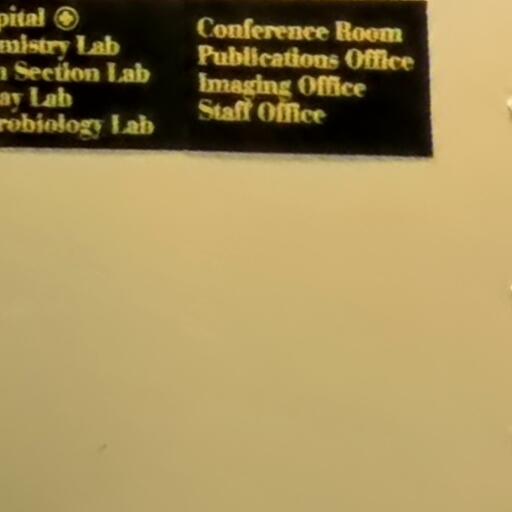 pital
mistry Lab
n Section Lab
ay Lab
robiology Lab
Conference Room
Publications Office
Imaging Office
Staff Office